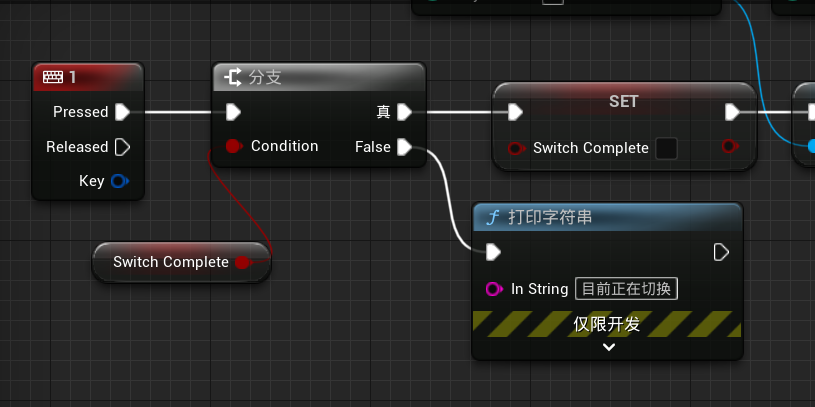 1
Pressed
Released
Key
分支
真
Condition
False
SET
Switch Complete
Switch Complete
打印字符串
In String 目前正在切换
仅限开发